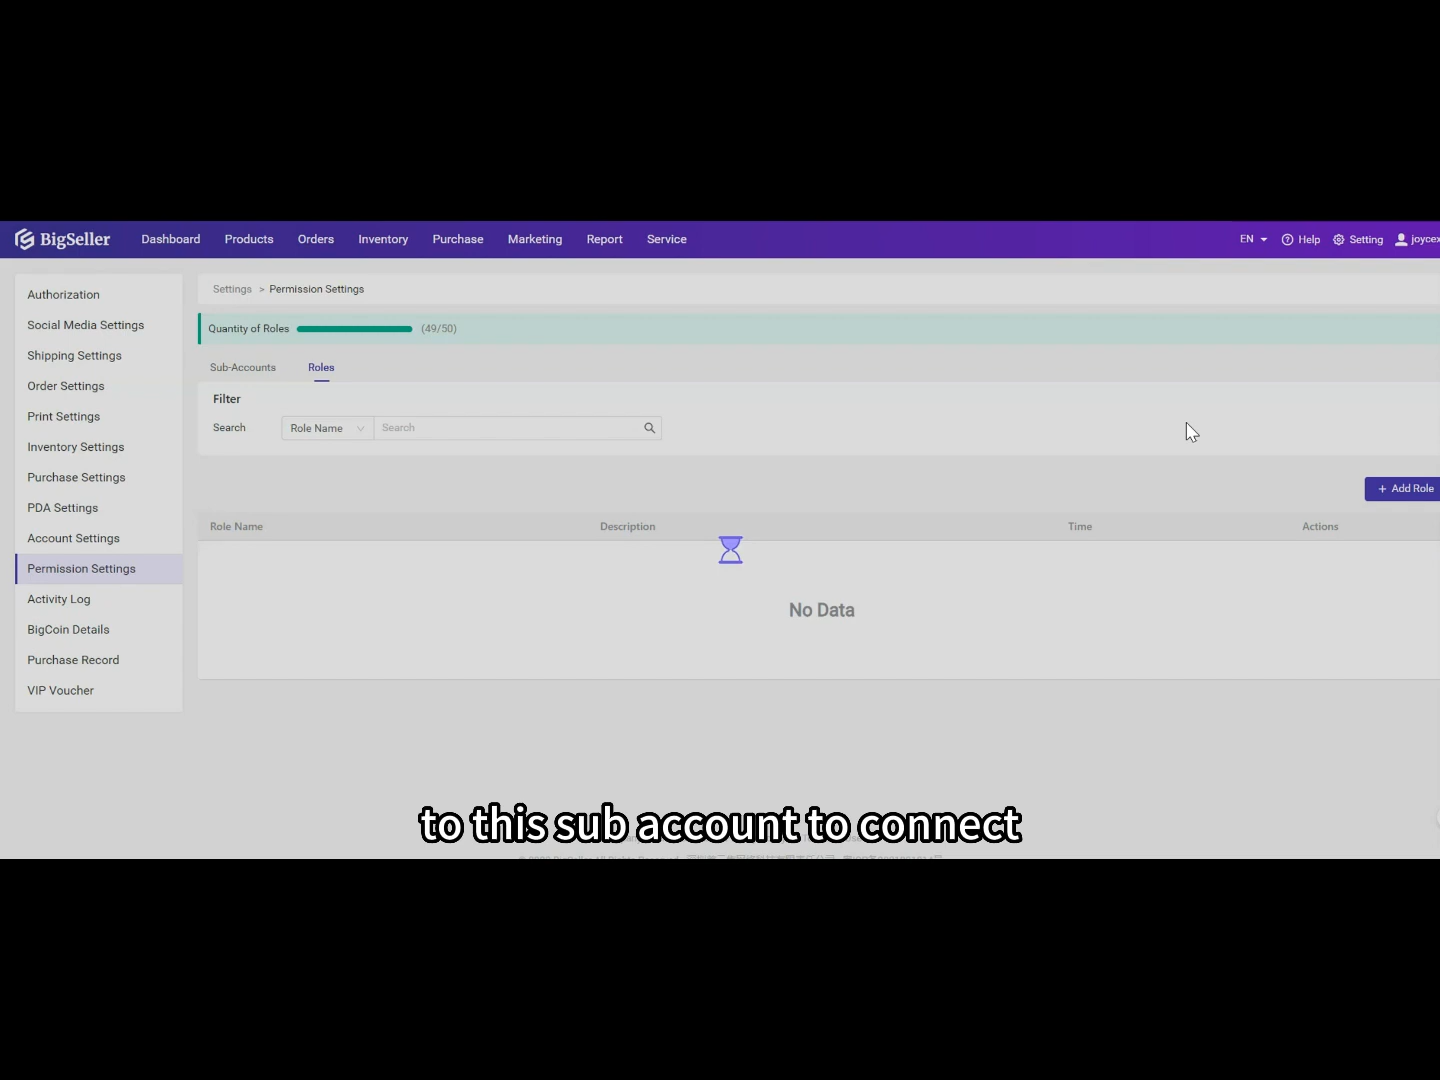 BigSeller Dashboard Products Orders Inventory Purchase Marketing Report Service EN Help Setting joycex
Authorization
Social Media Settings
Shipping Settings
Order Settings
Print Settings
Inventory Settings
Purchase Settings
PDA Settings
Account Settings
Permission Settings
Activity Log
BigCoin Details
Purchase Record
VIP Voucher
Settings > Permission Settings
Quantity of Roles (49/50)
Sub-Accounts Roles
Filter
Search Role Name Search
+ Add Role
Role Name Description Time Actions
No Data
to this sub account to connect